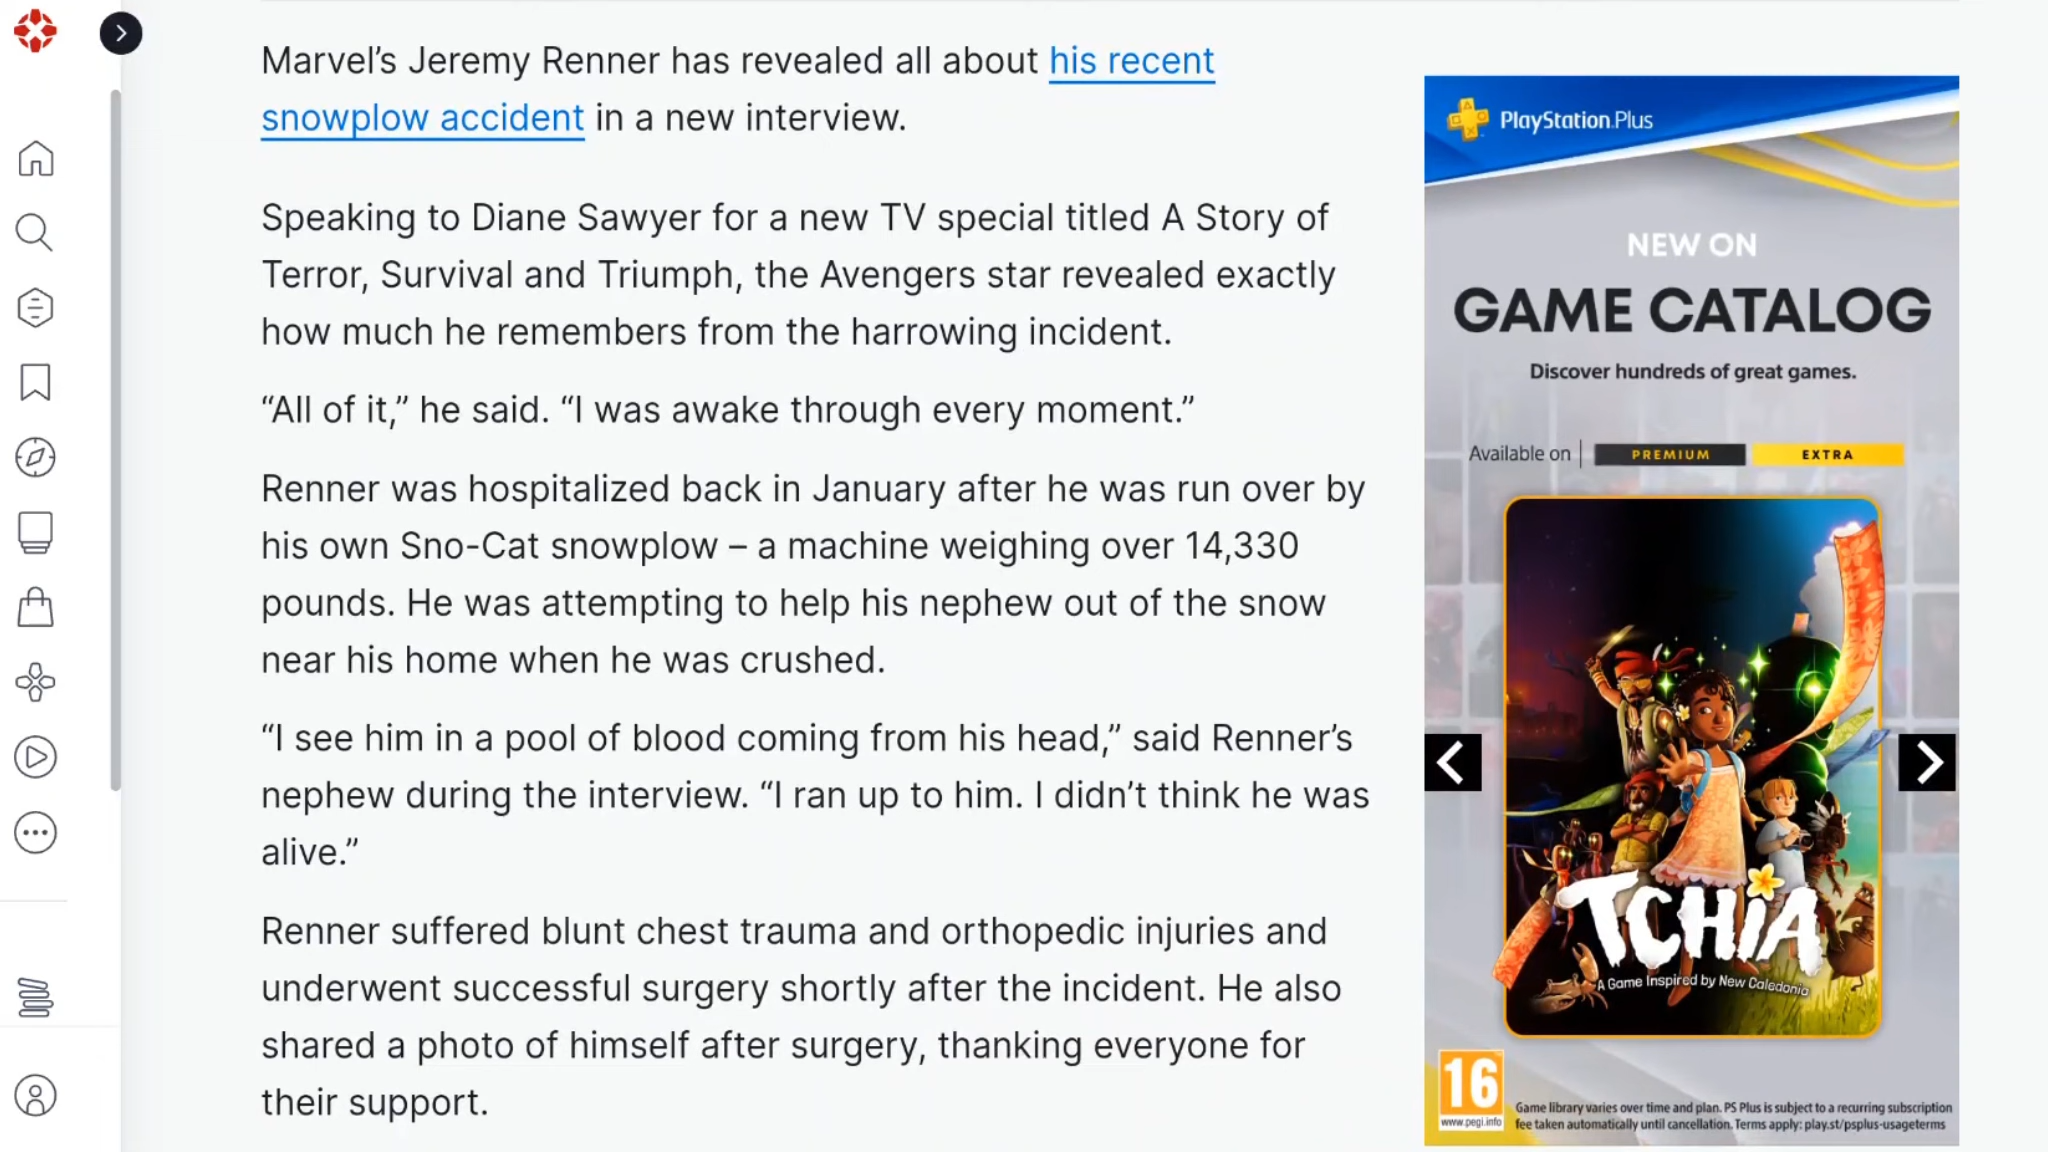 Marvel’s Jeremy Renner has revealed all about his recent
snowplow accident in a new interview.
Speaking to Diane Sawyer for a new TV special titled A Story of
Terror, Survival and Triumph, the Avengers star revealed exactly
how much he remembers from the harrowing incident.
“All of it,” he said. “I was awake through every moment.”
Renner was hospitalized back in January after he was run over by
his own Sno-Cat snowplow – a machine weighing over 14,330
pounds. He was attempting to help his nephew out of the snow
near his home when he was crushed.
“I see him in a pool of blood coming from his head,” said Renner’s
nephew during the interview. “I ran up to him. I didn’t think he was
alive.”
Renner suffered blunt chest trauma and orthopedic injuries and
underwent successful surgery shortly after the incident. He also
shared a photo of himself after surgery, thanking everyone for
their support.
PlayStation Plus
NEW ON
GAME CATALOG
Discover hundreds of great games.
Available on | PREMIUM EXTRA
TCHIA
A Game Inspired by New Caledonia
16
www.pegi.info
Game library varies over time and plan. PS Plus is subject to a recurring subscription
fee taken automatically until cancellation. Terms apply: play.st/psplus-usageterms